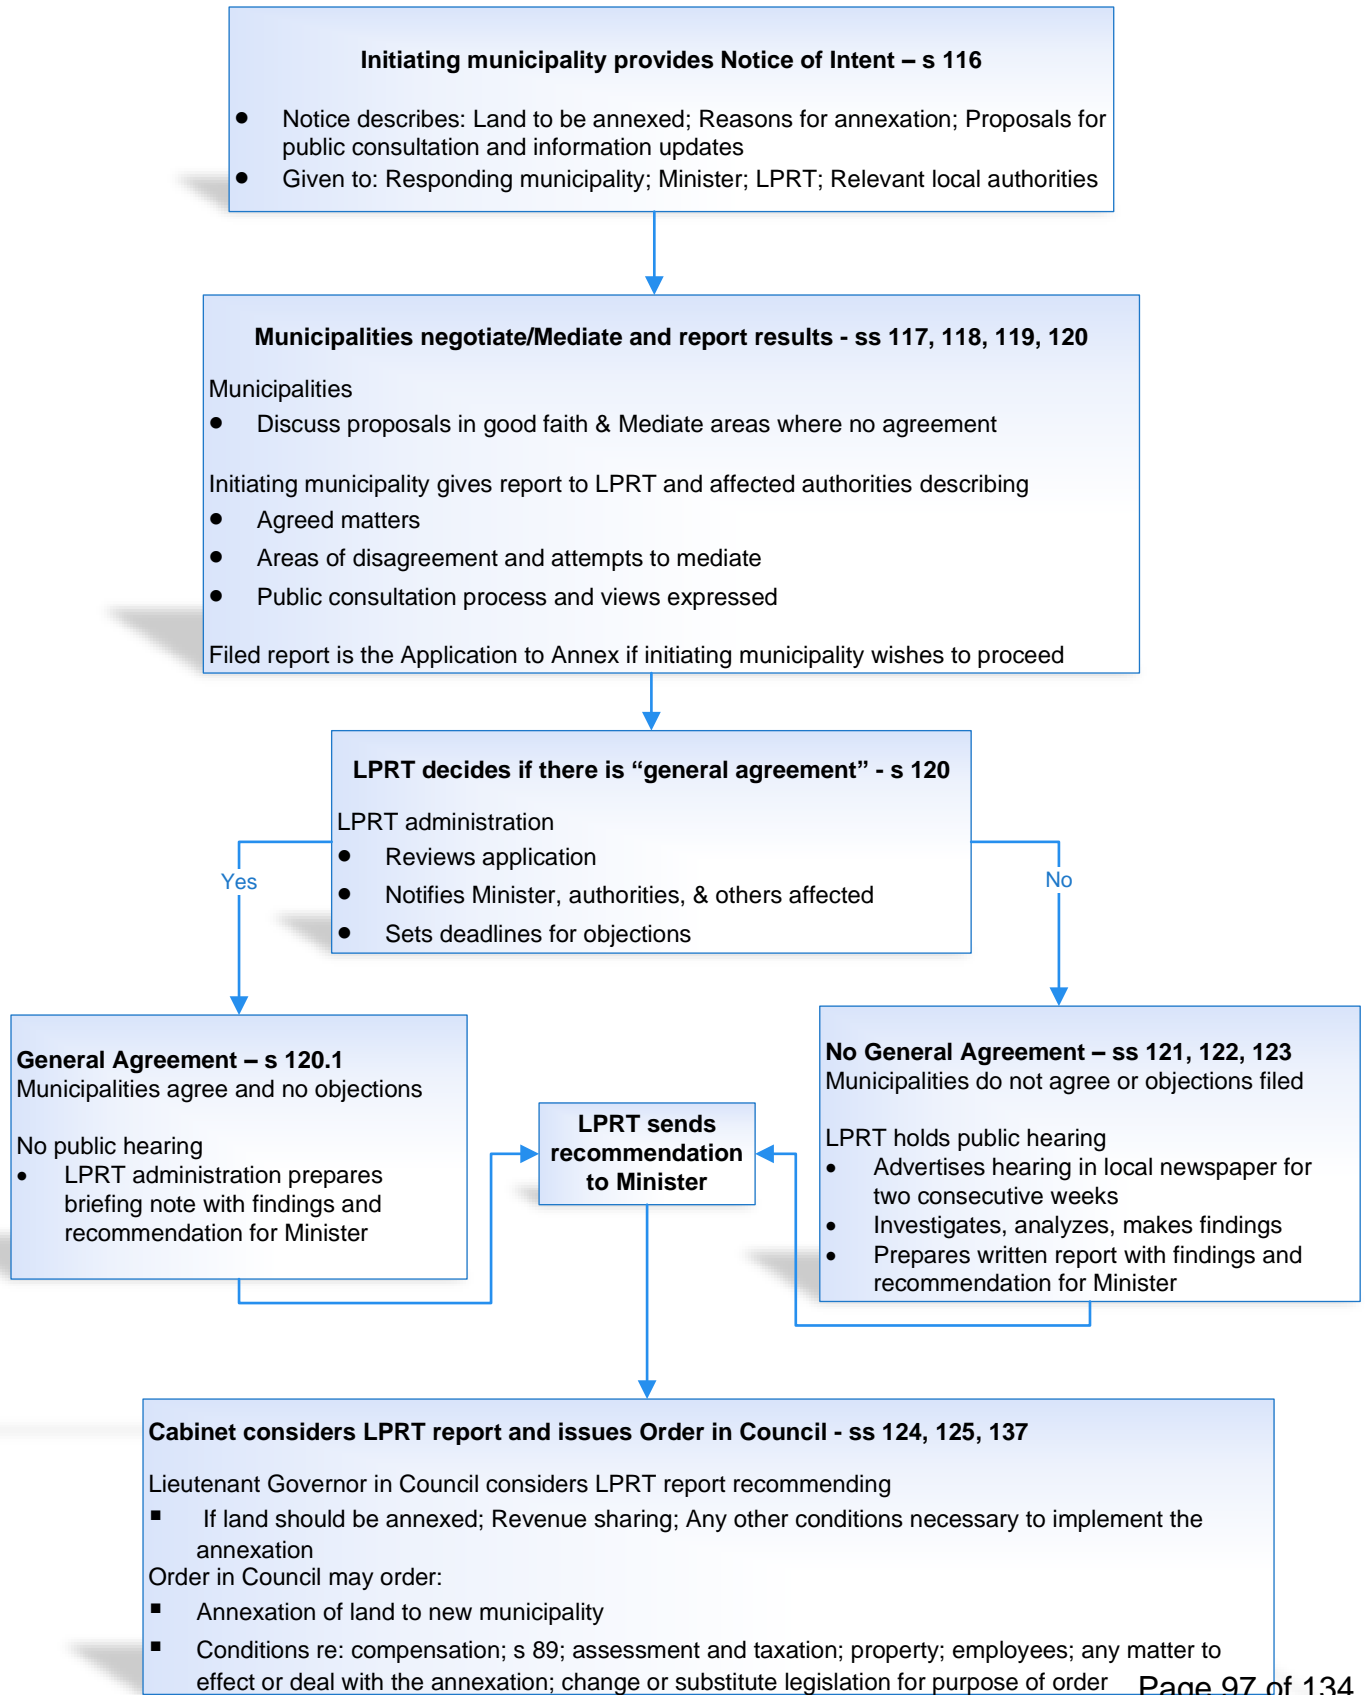 Initiating municipality provides Notice of Intent – s 116
● Notice describes: Land to be annexed; Reasons for annexation; Proposals for
public consultation and information updates
● Given to: Responding municipality; Minister; LPRT; Relevant local authorities
Municipalities negotiate/Mediate and report results - ss 117, 118, 119, 120
Municipalities
● Discuss proposals in good faith & Mediate areas where no agreement
Initiating municipality gives report to LPRT and affected authorities describing
● Agreed matters
● Areas of disagreement and attempts to mediate
● Public consultation process and views expressed
Filed report is the Application to Annex if initiating municipality wishes to proceed
LPRT decides if there is “general agreement” - s 120
LPRT administration
● Reviews application
● Notifies Minister, authorities, & others affected
● Sets deadlines for objections
Yes
No
General Agreement – s 120.1
Municipalities agree and no objections
No public hearing
• LPRT administration prepares
briefing note with findings and
recommendation for Minister
LPRT sends
recommendation
to Minister
No General Agreement – ss 121, 122, 123
Municipalities do not agree or objections filed
LPRT holds public hearing
• Advertises hearing in local newspaper for
two consecutive weeks
• Investigates, analyzes, makes findings
• Prepares written report with findings and
recommendation for Minister
Cabinet considers LPRT report and issues Order in Council - ss 124, 125, 137
Lieutenant Governor in Council considers LPRT report recommending
▪ If land should be annexed; Revenue sharing; Any other conditions necessary to implement the
annexation
Order in Council may order:
▪ Annexation of land to new municipality
▪ Conditions re: compensation; s 89; assessment and taxation; property; employees; any matter to
effect or deal with the annexation; change or substitute legislation for purpose of order
Page 97 of 134